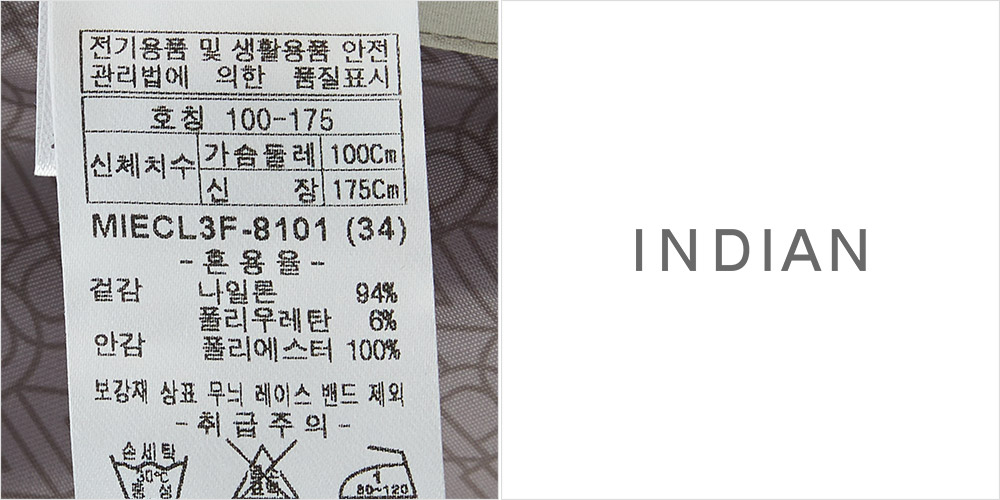 전기용품 및 생활용품 안전
관리법에 의한 품질표시
호칭 100-175
신체치수 가슴둘레 100Cm
신 장 175Cm
MIECL3F-8101 (34)
-혼용율-
겉감 나일론 94%
폴리우레탄 6%
안감 폴리에스터 100%
보강재 상표 무늬 레이스 밴드 제외
-취급주의-
손세탁
30℃
중성
1
80~120
INDIAN